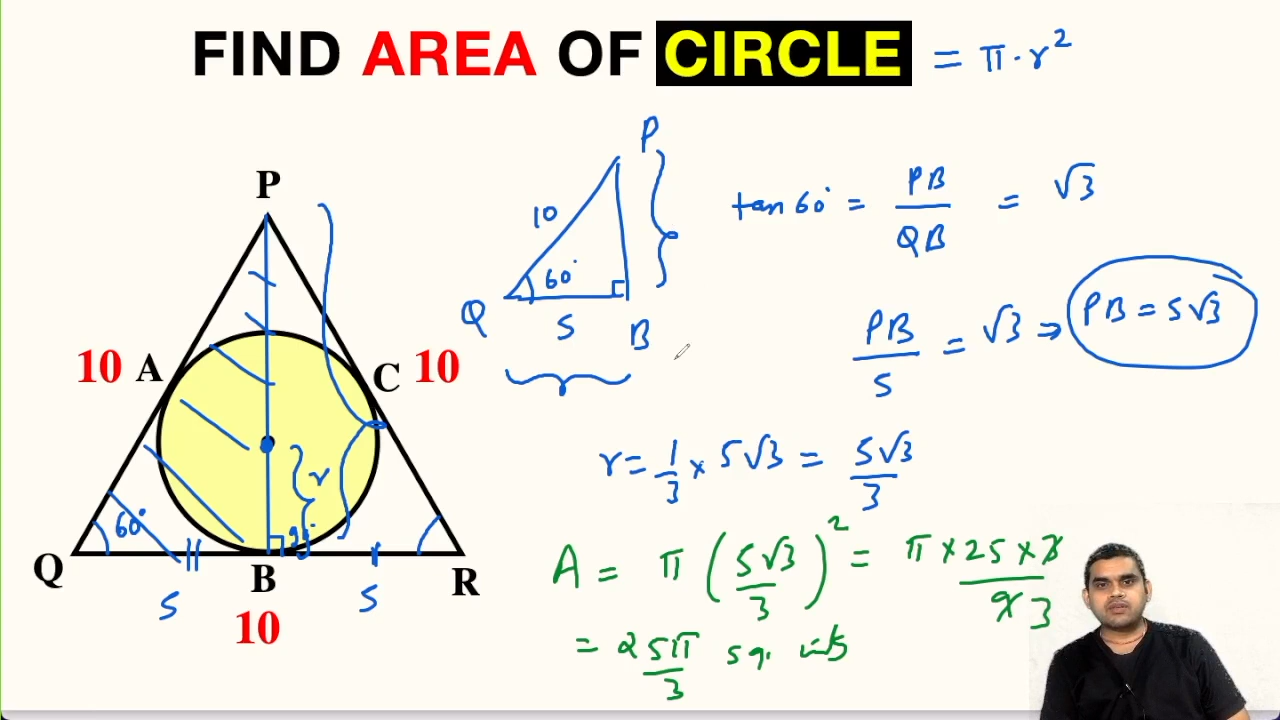 FIND AREA OF CIRCLE = π · r²
P
10 A
C 10
r
60°
Q
B
R
5
5
10
P
10
60°
Q
5
B
tan 60° = PB/QB = √3
PB/5 = √3 ⇒ PB = 5√3
r = 1/3 × 5√3 = 5√3/3
A = π (5√3/3)² = π × 25 × 3/9 3
= 25π/3 sq. units